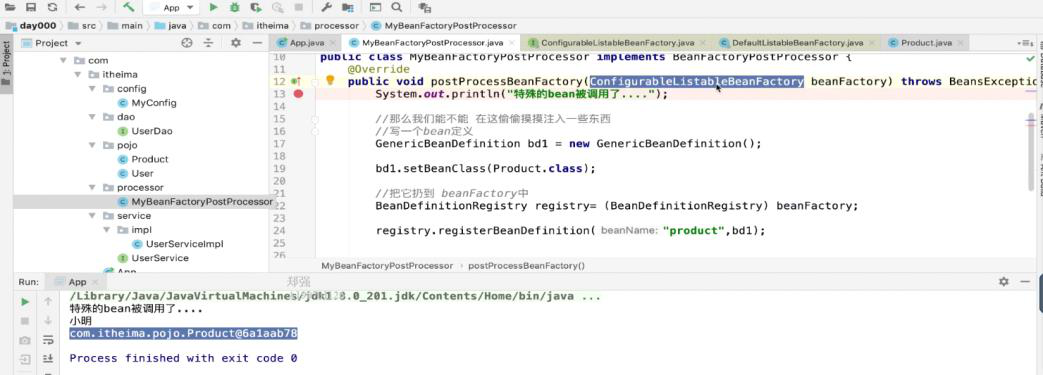 App
day000 src main java com itheima processor MyBeanFactoryPostProcessor
1: Project
Project
App.java MyBeanFactoryPostProcessor.java ConfigurableListableBeanFactory.java DefaultListableBeanFactory.java Product.java
com
itheima
config
MyConfig
dao
UserDao
pojo
Product
User
processor
MyBeanFactoryPostProcessor
service
impl
UserServiceImpl
UserService
App
10 public class MyBeanFactoryPostProcessor implements BeanFactoryPostProcessor {
11 @Override
12 public void postProcessBeanFactory(ConfigurableListableBeanFactory beanFactory) throws BeansExceptio
13 System.out.println("特殊的bean被调用了....");
15 //那么我们能不能 在这偷偷摸摸注入一些东西
16 //写一个bean定义
17 GenericBeanDefinition bd1 = new GenericBeanDefinition();
18
19 bd1.setBeanClass(Product.class);
20
21 //把它扔到 beanFactory中
22 BeanDefinitionRegistry registry= (BeanDefinitionRegistry) beanFactory;
23
24 registry.registerBeanDefinition( beanName: "product",bd1);
25
26
MyBeanFactoryPostProcessor › postProcessBeanFactory()
Run: App
郑强
/Library/Java/JavaVirtualMachines/jdk1.8.0_201.jdk/Contents/Home/bin/java ...
特殊的bean被调用了....
小明
com.itheima.pojo.Product@6a1aab78
Process finished with exit code 0